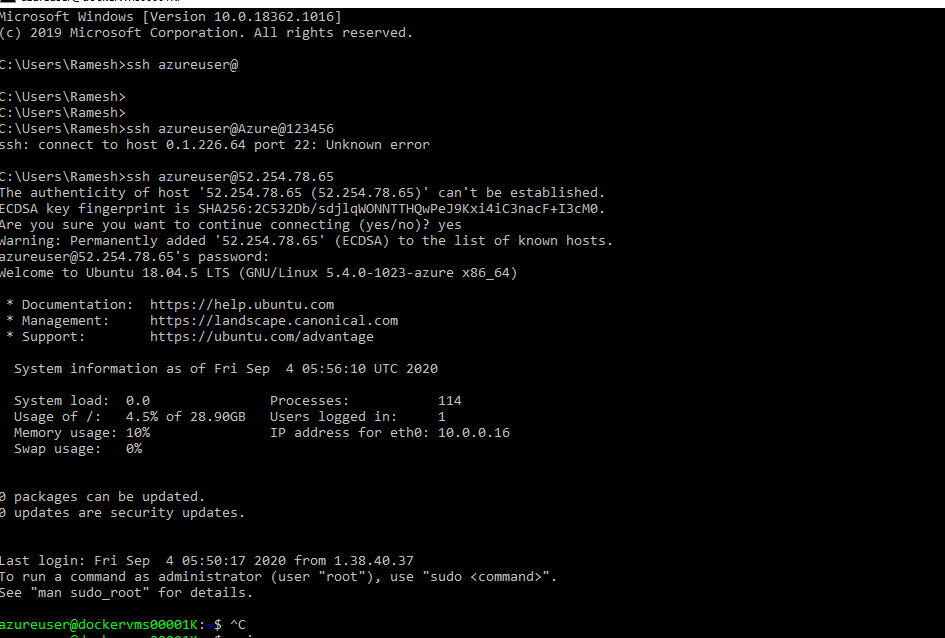 Microsoft Windows [Version 10.0.18362.1016]
(c) 2019 Microsoft Corporation. All rights reserved.
C:\Users\Ramesh>ssh azureuser@
C:\Users\Ramesh>
C:\Users\Ramesh>
C:\Users\Ramesh>ssh azureuser@Azure@123456
ssh: connect to host 0.1.226.64 port 22: Unknown error
C:\Users\Ramesh>ssh azureuser@52.254.78.65
The authenticity of host '52.254.78.65 (52.254.78.65)' can't be established.
ECDSA key fingerprint is SHA256:2C532Db/sdjlqWONNTTHQwPeJ9Kxi4iC3nacF+I3cM0.
Are you sure you want to continue connecting (yes/no)? yes
Warning: Permanently added '52.254.78.65' (ECDSA) to the list of known hosts.
azureuser@52.254.78.65's password:
Welcome to Ubuntu 18.04.5 LTS (GNU/Linux 5.4.0-1023-azure x86_64)
* Documentation: https://help.ubuntu.com
* Management: https://landscape.canonical.com
* Support: https://ubuntu.com/advantage
System information as of Fri Sep 4 05:56:10 UTC 2020
System load: 0.0 Processes: 114
Usage of /: 4.5% of 28.90GB Users logged in: 1
Memory usage: 10% IP address for eth0: 10.0.0.16
Swap usage: 0%
0 packages can be updated.
0 updates are security updates.
Last login: Fri Sep 4 05:50:17 2020 from 1.38.40.37
To run a command as administrator (user "root"), use "sudo <command>".
See "man sudo_root" for details.
azureuser@dockervms00001K:~$ ^C